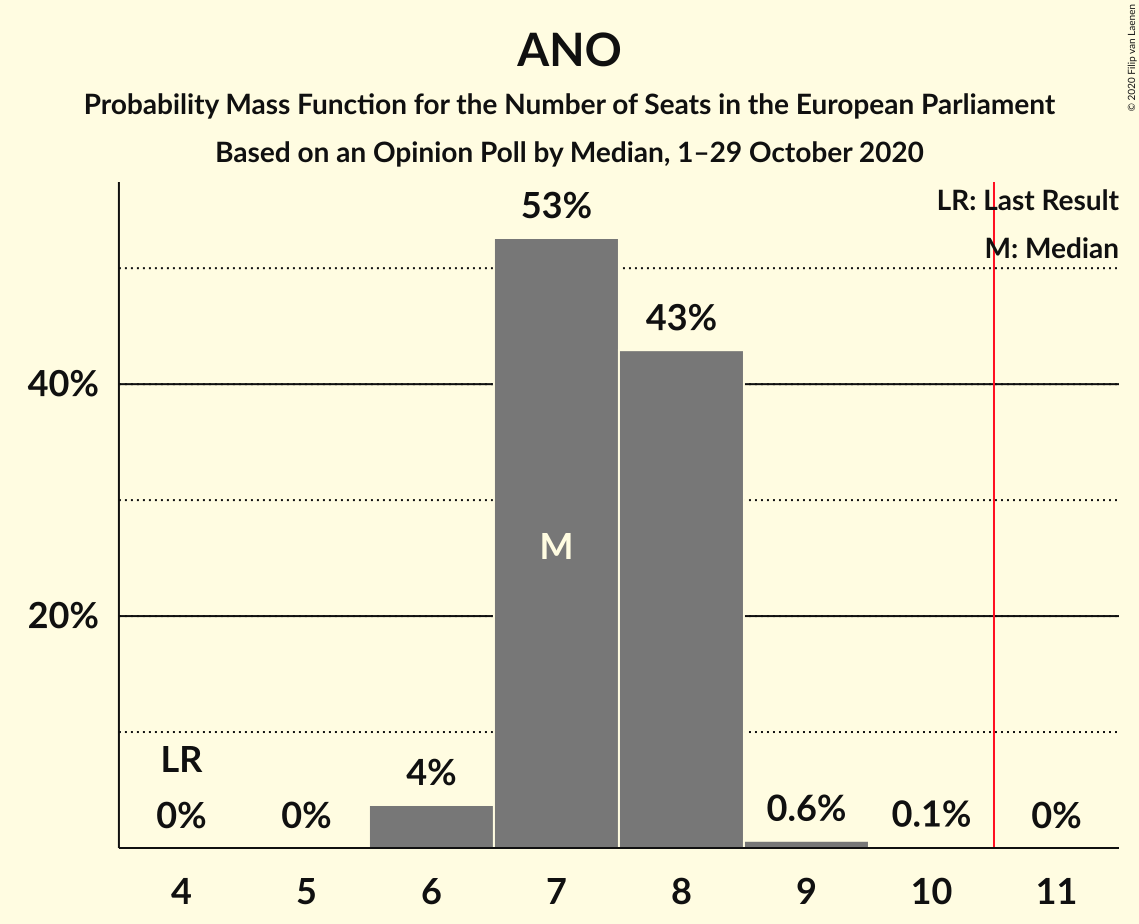 ANO
Probability Mass Function for the Number of Seats in the European Parliament
Based on an Opinion Poll by Median, 1–29 October 2020
© 2020 Filip van Laenen
LR: Last Result
M: Median
53%
43%
40%
M
20%
LR
0%
0%
4%
0.6%
0.1%
0%
4
5
6
7
8
9
10
11